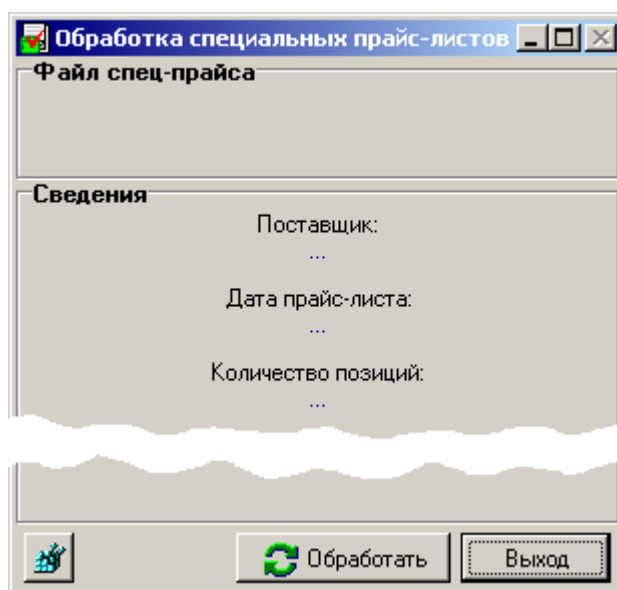 Обработка специальных прайс-листов
Файл спец-прайса
Сведения
Поставщик:
...
Дата прайс-листа:
...
Количество позиций:
...
Обработать
Выход